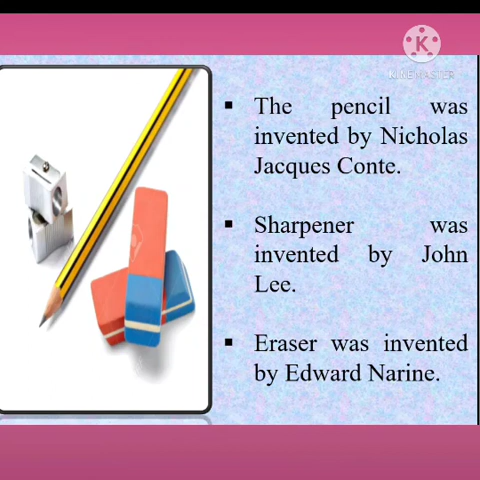 K
KINEMASTER
▪ The pencil was
invented by Nicholas
Jacques Conte.
▪ Sharpener was
invented by John
Lee.
▪ Eraser was invented
by Edward Narine.